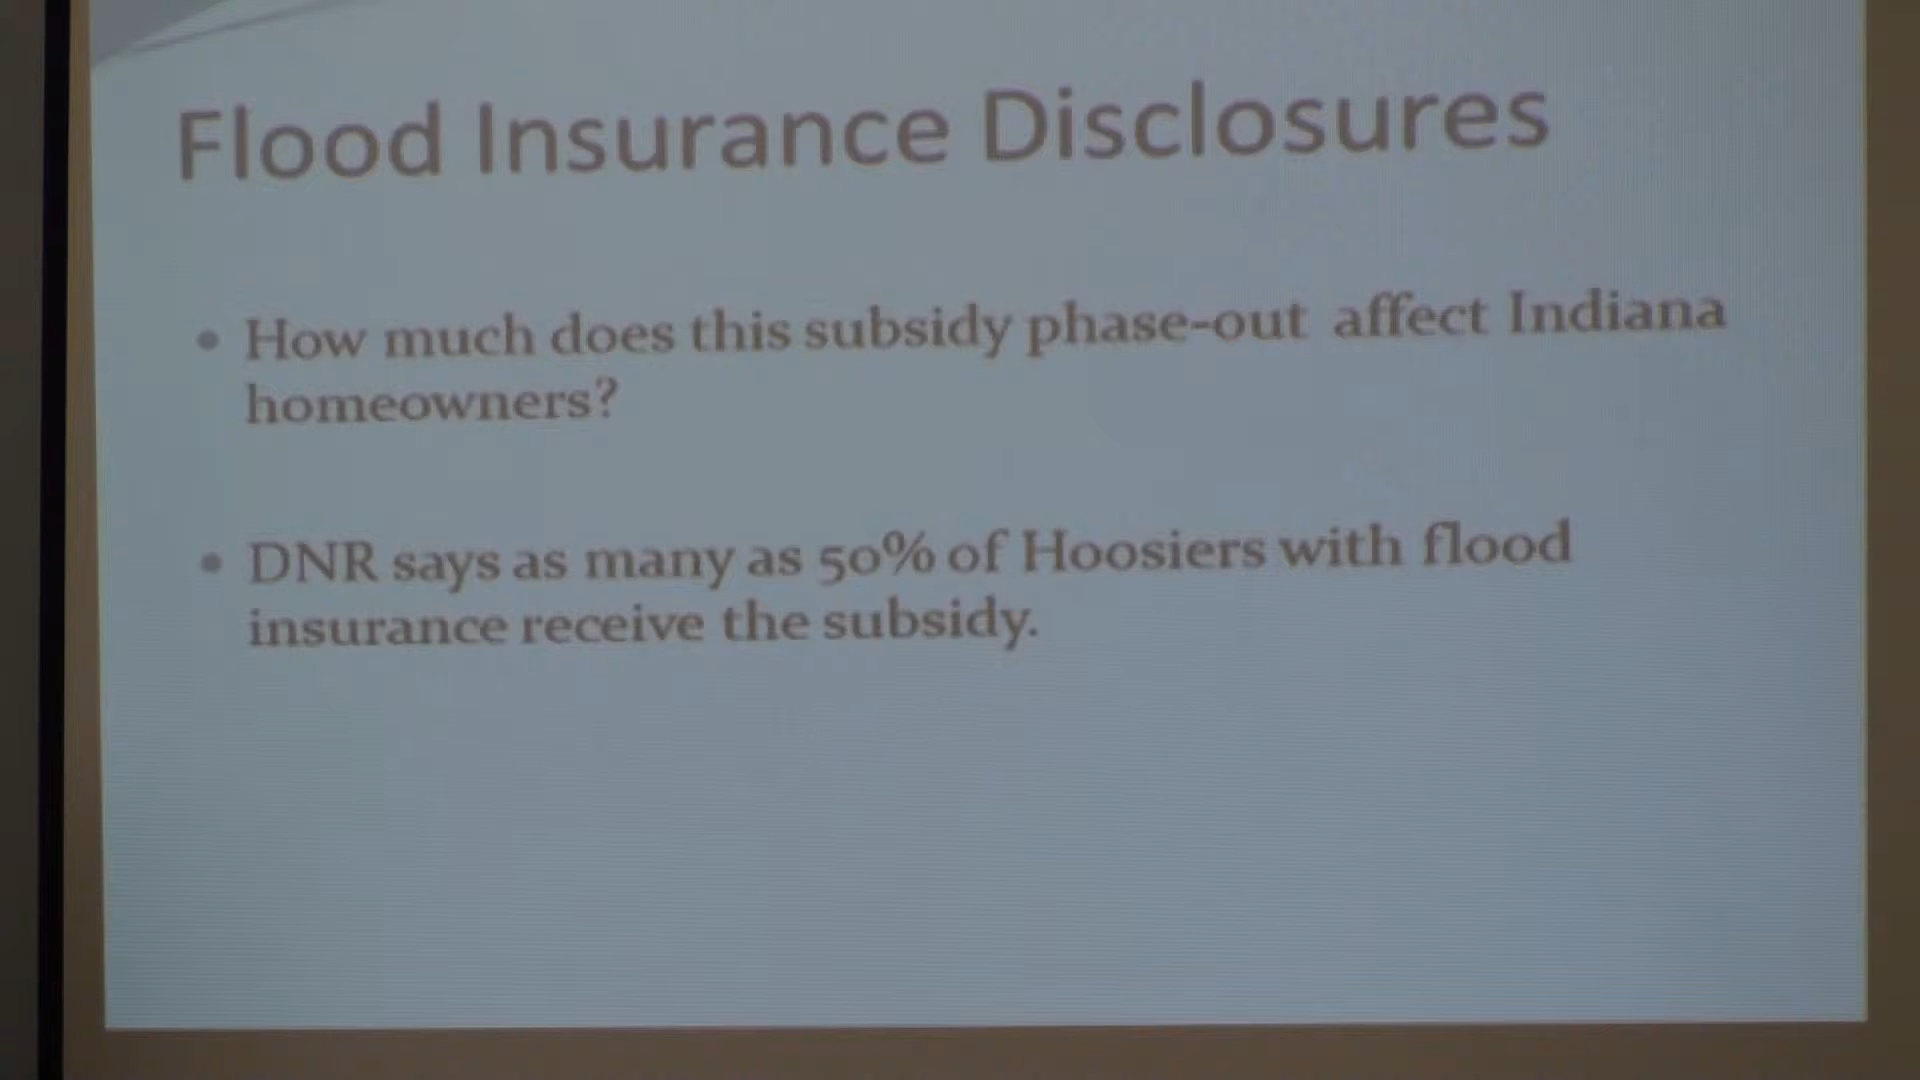 Flood Insurance Disclosures
• How much does this subsidy phase-out affect Indiana
homeowners?
• DNR says as many as 50% of Hoosiers with flood
insurance receive the subsidy.